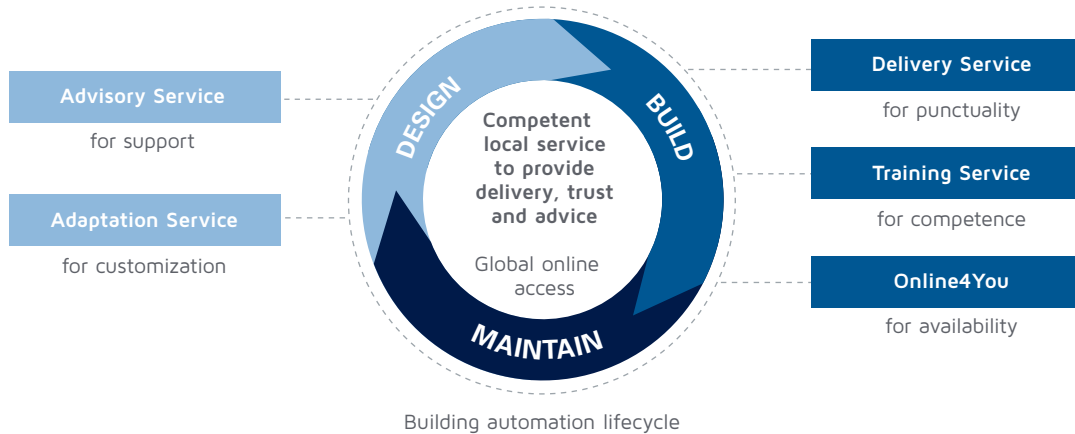 Advisory Service
for support
Adaptation Service
for customization
DESIGN
BUILD
MAINTAIN
Competent
local service
to provide
delivery, trust
and advice
Global online
access
Delivery Service
for punctuality
Training Service
for competence
Online4You
for availability
Building automation lifecycle